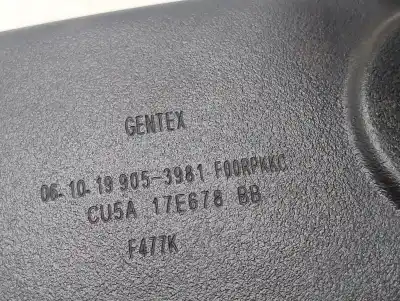 GENTEX
06-10-19 905-3981 F00RPKKC
CU5A 17E678 BB
F477K